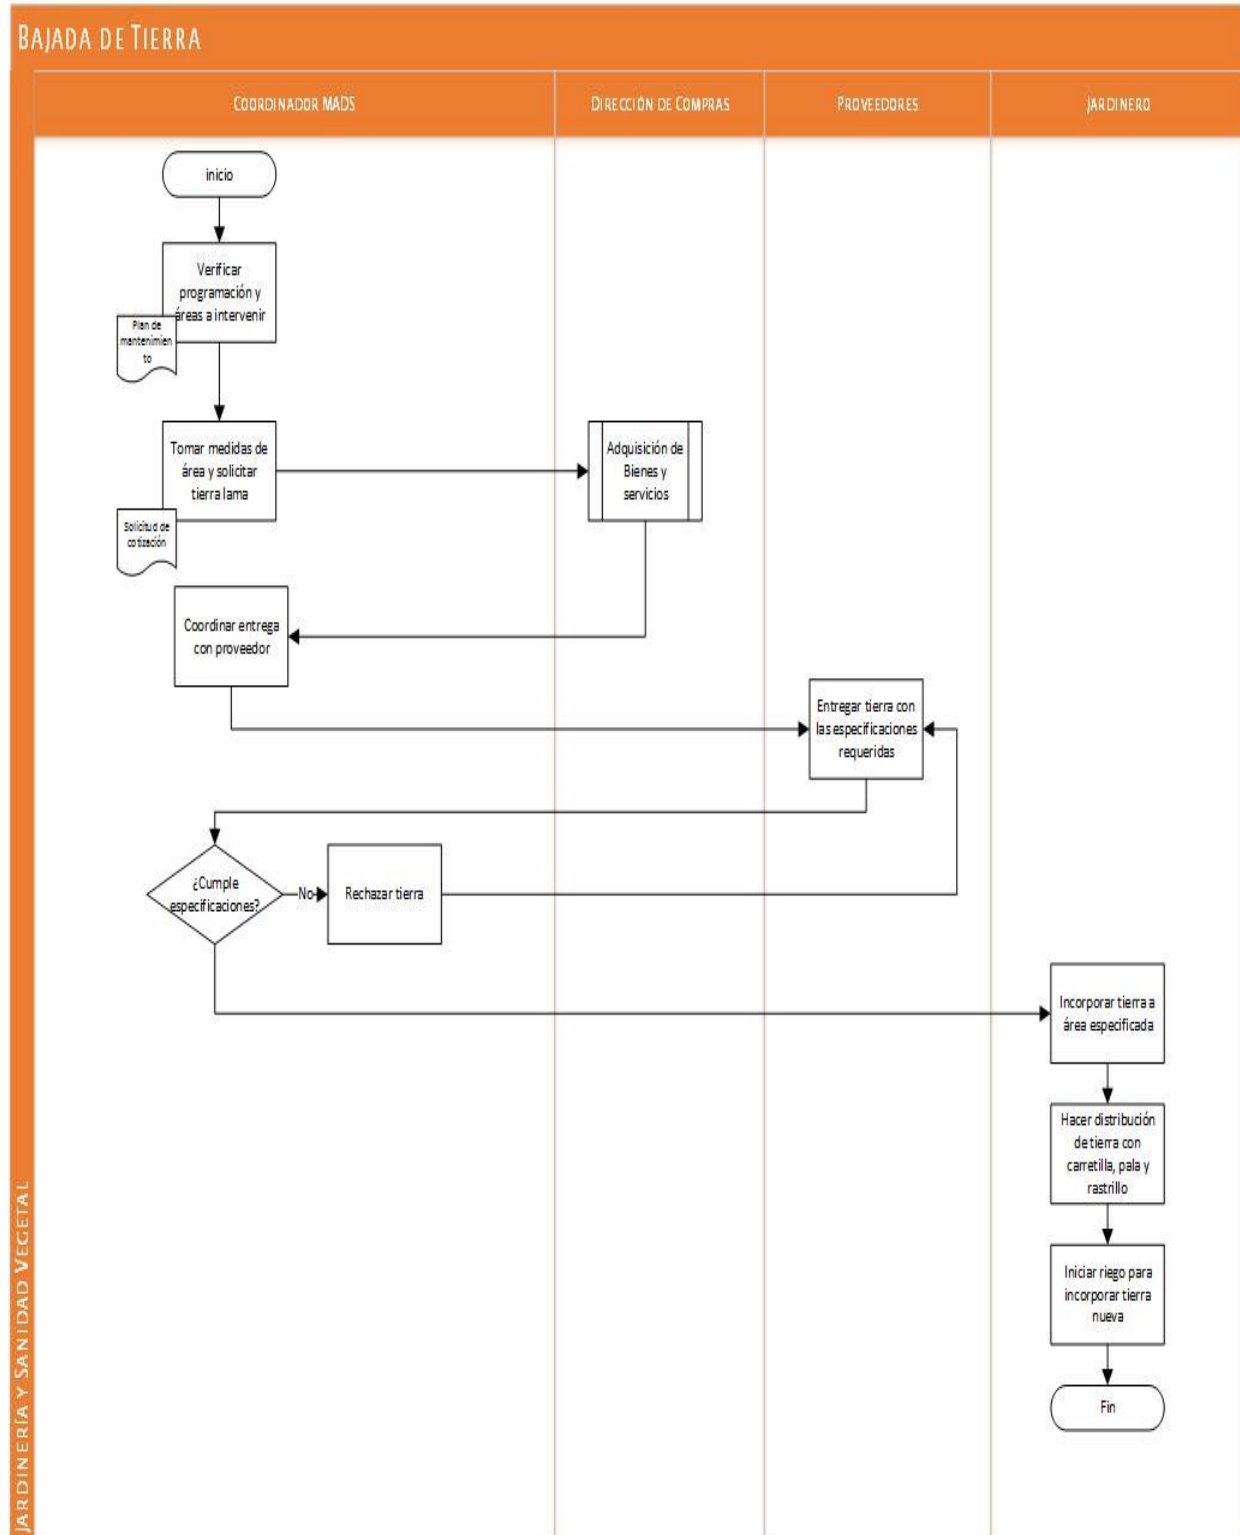 BAJADA DE TIERRA
COORDINADOR MADS
DIRECCIÓN DE COMPRAS
PROVEEDORES
JARDINERO
inicio
Verificar
programación y
áreas a intervenir
Plan de
mantenimien
to
Tomar medidas de
área y solicitar
tierra lama
Solicitud de
cotización
Adquisición de
Bienes y
servicios
Coordinar entrega
con proveedor
Entregar tierra con
las especificaciones
requeridas
¿Cumple
especificaciones?
No
Rechazar tierra
Incorporar tierra a
área especificada
Hacer distribución
de tierra con
carretilla, pala y
rastrillo
Iniciar riego para
incorporar tierra
nueva
Fin
JARDINERÍA Y SANIDAD VEGETAL